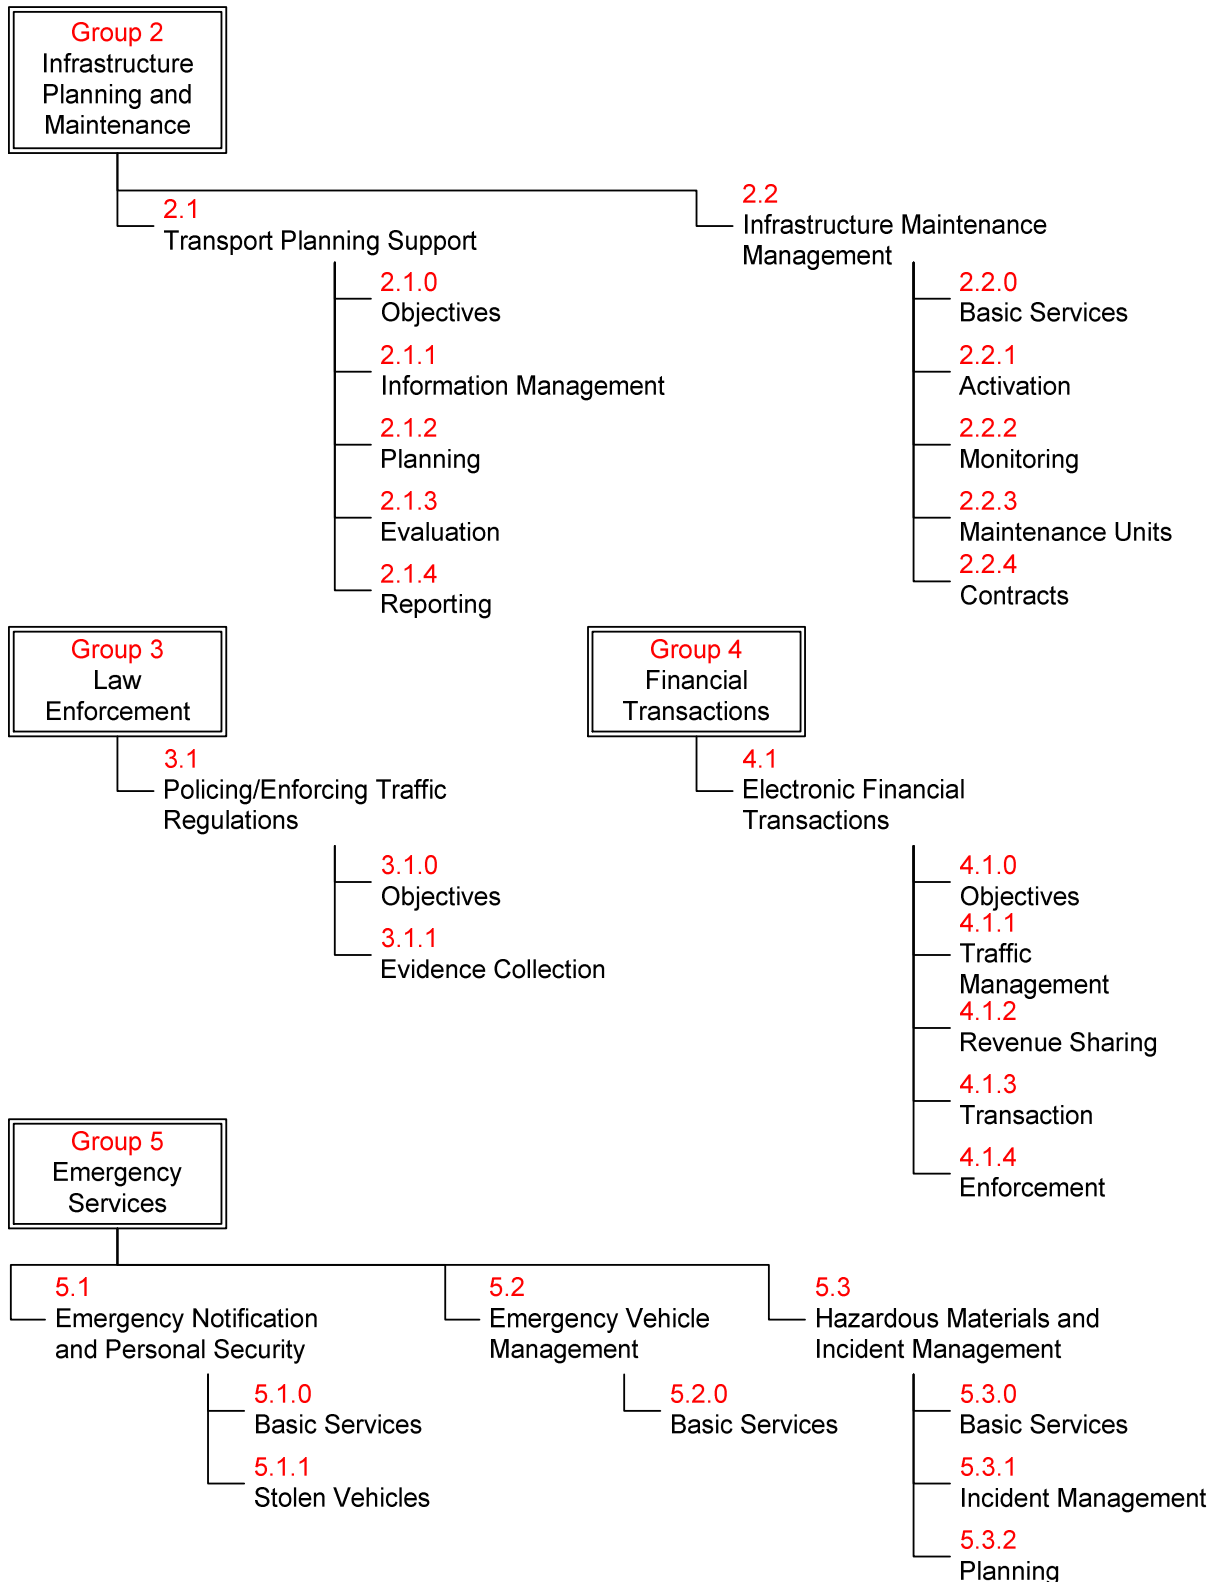 Group 2
Infrastructure
Planning and
Maintenance
2.1
Transport Planning Support
2.1.0
Objectives
2.1.1
Information Management
2.1.2
Planning
2.1.3
Evaluation
2.1.4
Reporting
2.2
Infrastructure Maintenance
Management
2.2.0
Basic Services
2.2.1
Activation
2.2.2
Monitoring
2.2.3
Maintenance Units
2.2.4
Contracts
Group 3
Law
Enforcement
3.1
Policing/Enforcing Traffic
Regulations
3.1.0
Objectives
3.1.1
Evidence Collection
Group 4
Financial
Transactions
4.1
Electronic Financial
Transactions
4.1.0
Objectives
4.1.1
Traffic
Management
4.1.2
Revenue Sharing
4.1.3
Transaction
4.1.4
Enforcement
Group 5
Emergency
Services
5.1
Emergency Notification
and Personal Security
5.1.0
Basic Services
5.1.1
Stolen Vehicles
5.2
Emergency Vehicle
Management
5.2.0
Basic Services
5.3
Hazardous Materials and
Incident Management
5.3.0
Basic Services
5.3.1
Incident Management
5.3.2
Planning